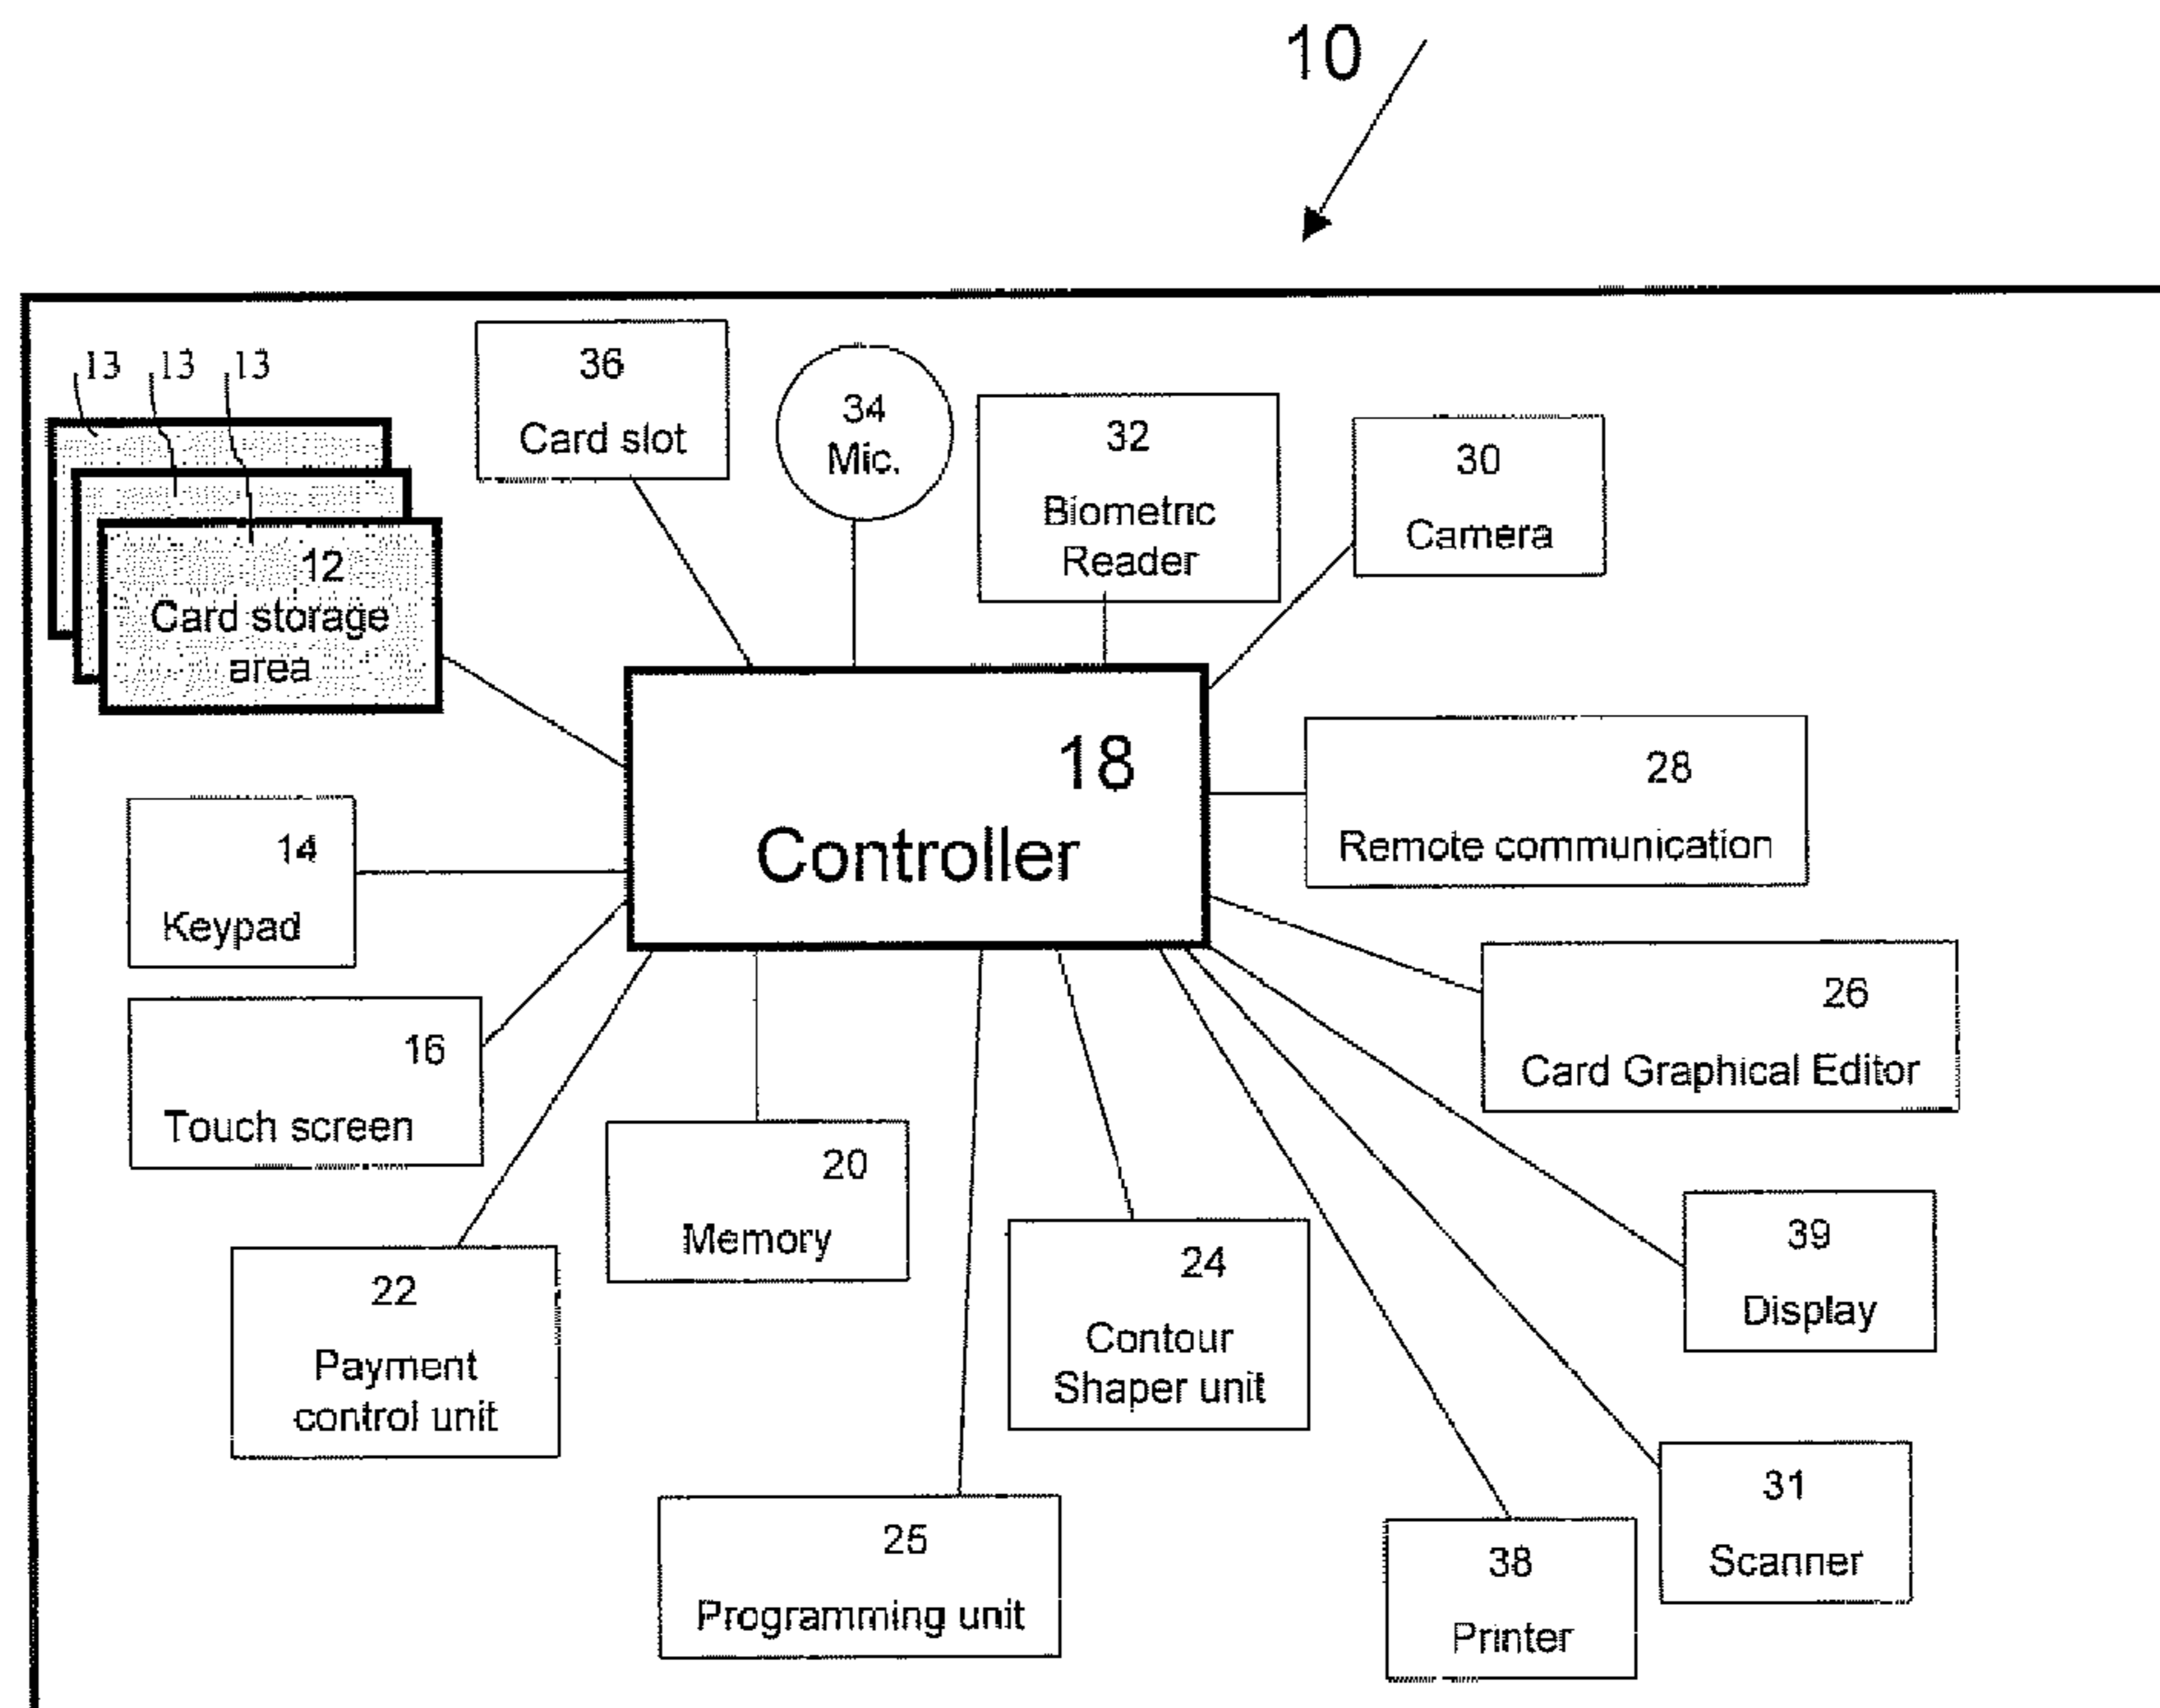 10
13 13 13
36
Card slot
34
Mic.
32
Biometric
Reader
30
Camera
12
Card storage
area
18
Controller
28
Remote communication
14
Keypad
26
Card Graphical Editor
16
Touch screen
20
Memory
22
Payment
control unit
24
Contour
Shaper unit
39
Display
25
Programming unit
31
Scanner
38
Printer